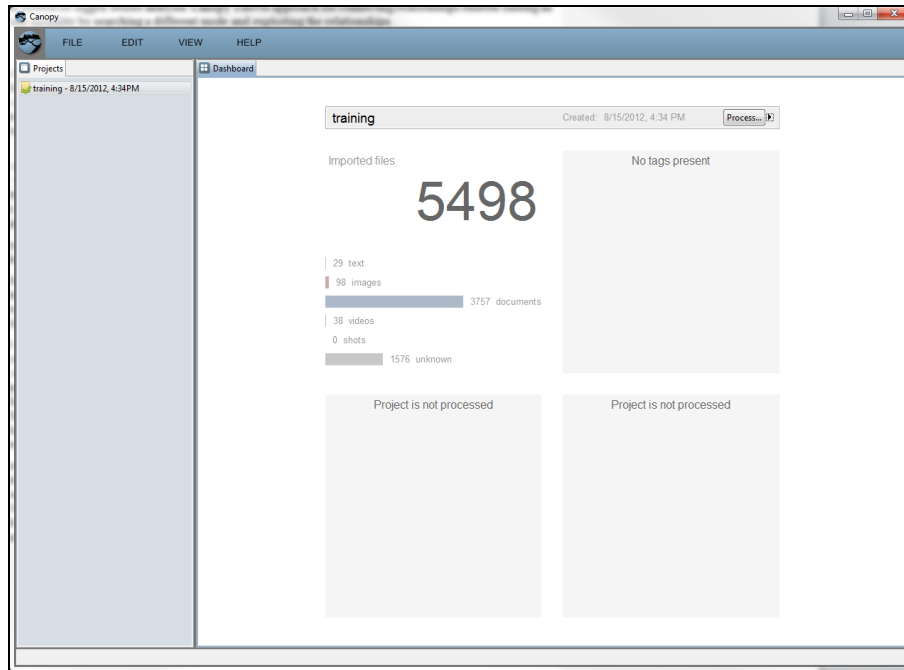 Canopy
FILE EDIT VIEW HELP
Projects
Dashboard
training - 8/15/2012, 4:34PM
training Created: 8/15/2012, 4:34 PM Process...
Imported files
5498
29 text
98 images
3757 documents
38 videos
0 shots
1576 unknown
No tags present
Project is not processed
Project is not processed